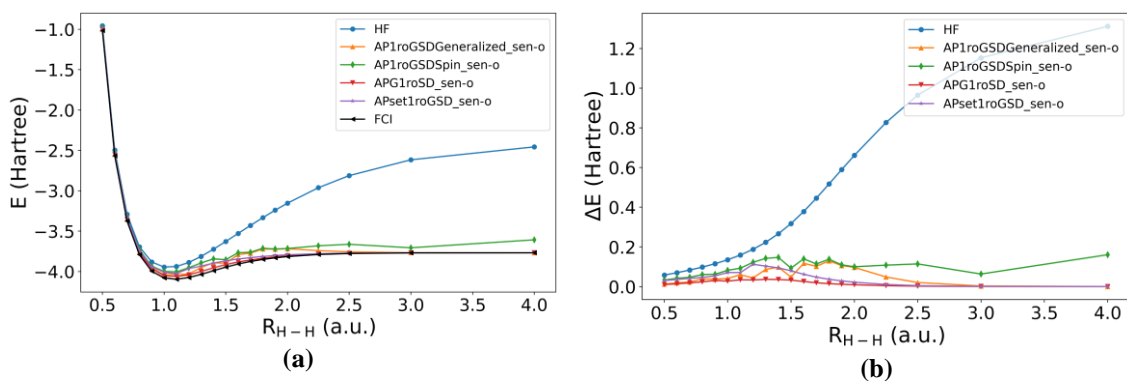 E (Hartree)
−1.0
−1.5
−2.0
−2.5
−3.0
−3.5
−4.0
HF
AP1roGSDGeneralized_sen-o
AP1roGSDSpin_sen-o
APG1roSD_sen-o
APset1roGSD_sen-o
FCI
0.5 1.0 1.5 2.0 2.5 3.0 3.5 4.0
R_{H−H} (a.u.)
(a)
ΔE (Hartree)
1.2
1.0
0.8
0.6
0.4
0.2
0.0
HF
AP1roGSDGeneralized_sen-o
AP1roGSDSpin_sen-o
APG1roSD_sen-o
APset1roGSD_sen-o
0.5 1.0 1.5 2.0 2.5 3.0 3.5 4.0
R_{H−H} (a.u.)
(b)